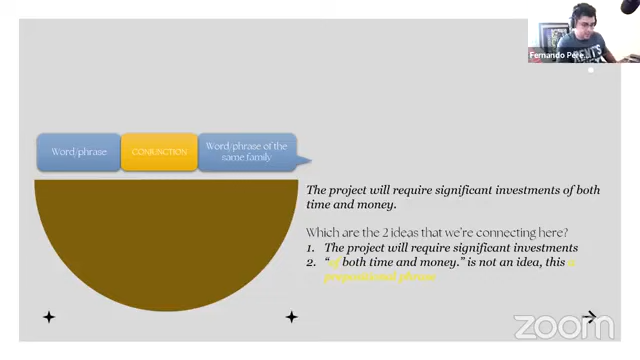 Fernando Pere
Word/phrase
CONJUNCTION
Word/phrase of the
same family
The project will require significant investments of both
time and money.
Which are the 2 ideas that we're connecting here?
1. The project will require significant investments
2. "of both time and money." is not an idea, this is
prepositional phrase
zoom